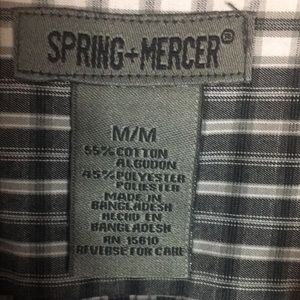 SPRING+MERCER®
M/M
55% COTTON
ALGODON
45% POLYESTER
POLIESTER
MADE IN
BANGLADESH
HECHO EN
BANGLADESH
RN 15610
REVERSE FOR CARE